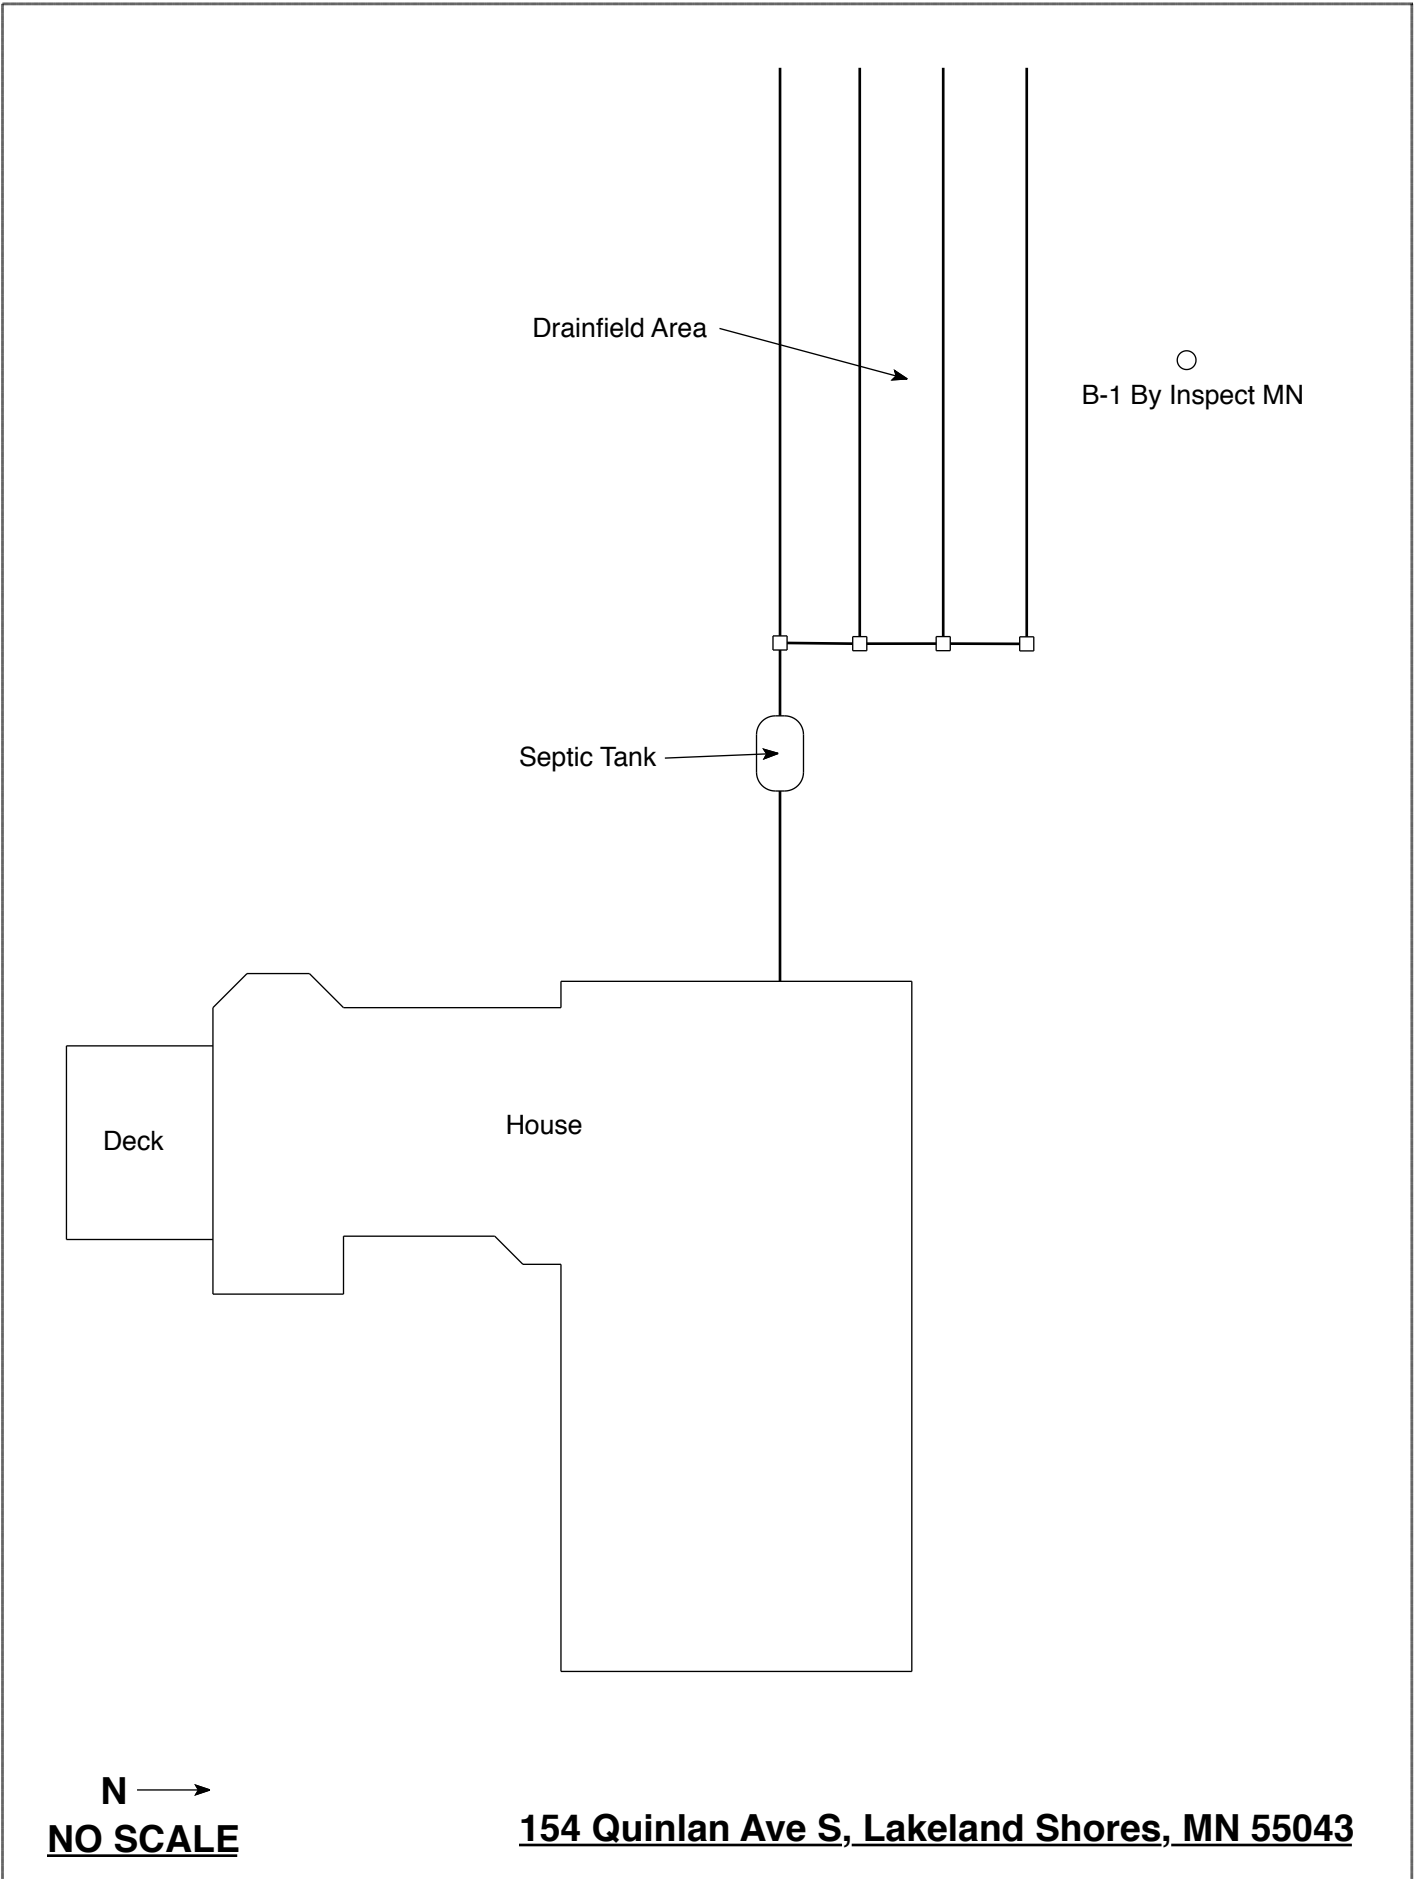 Drainfield Area
B-1 By Inspect MN
Septic Tank
House
Deck
N
NO SCALE
154 Quinlan Ave S, Lakeland Shores, MN 55043